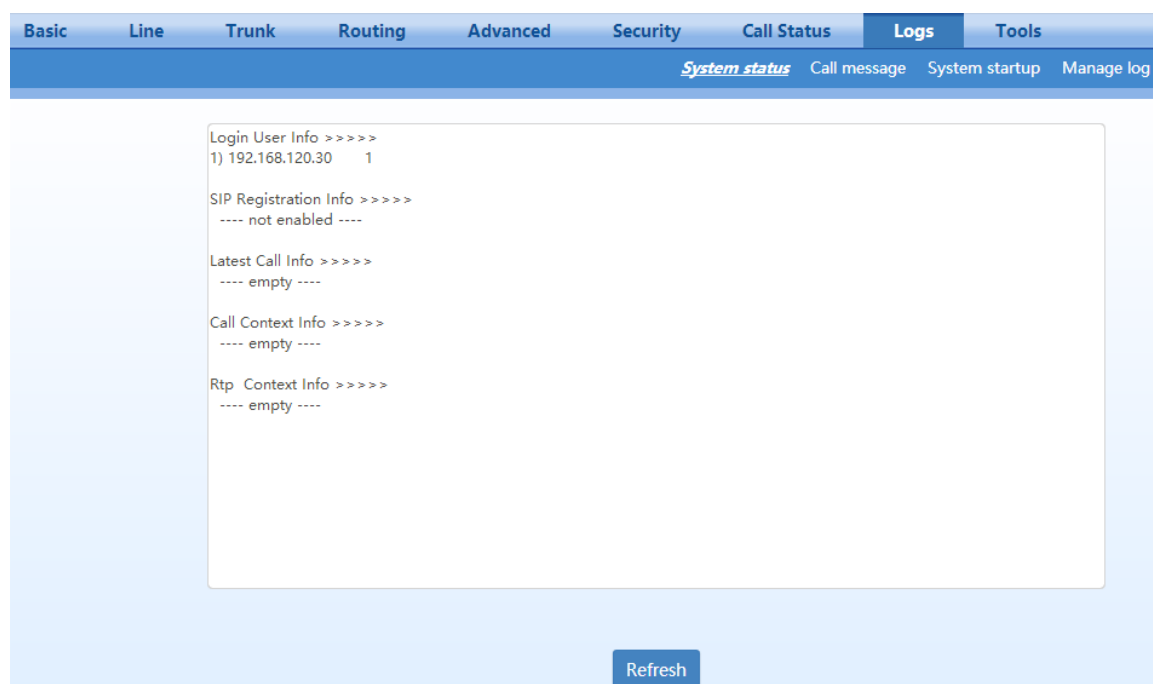 Basic Line Trunk Routing Advanced Security Call Status Logs Tools
System status Call message System startup Manage log
Login User Info >>>>>
1) 192.168.120.30 1
SIP Registration Info >>>>>
---- not enabled ----
Latest Call Info >>>>>
---- empty ----
Call Context Info >>>>>
---- empty ----
Rtp Context Info >>>>>
---- empty ----
Refresh